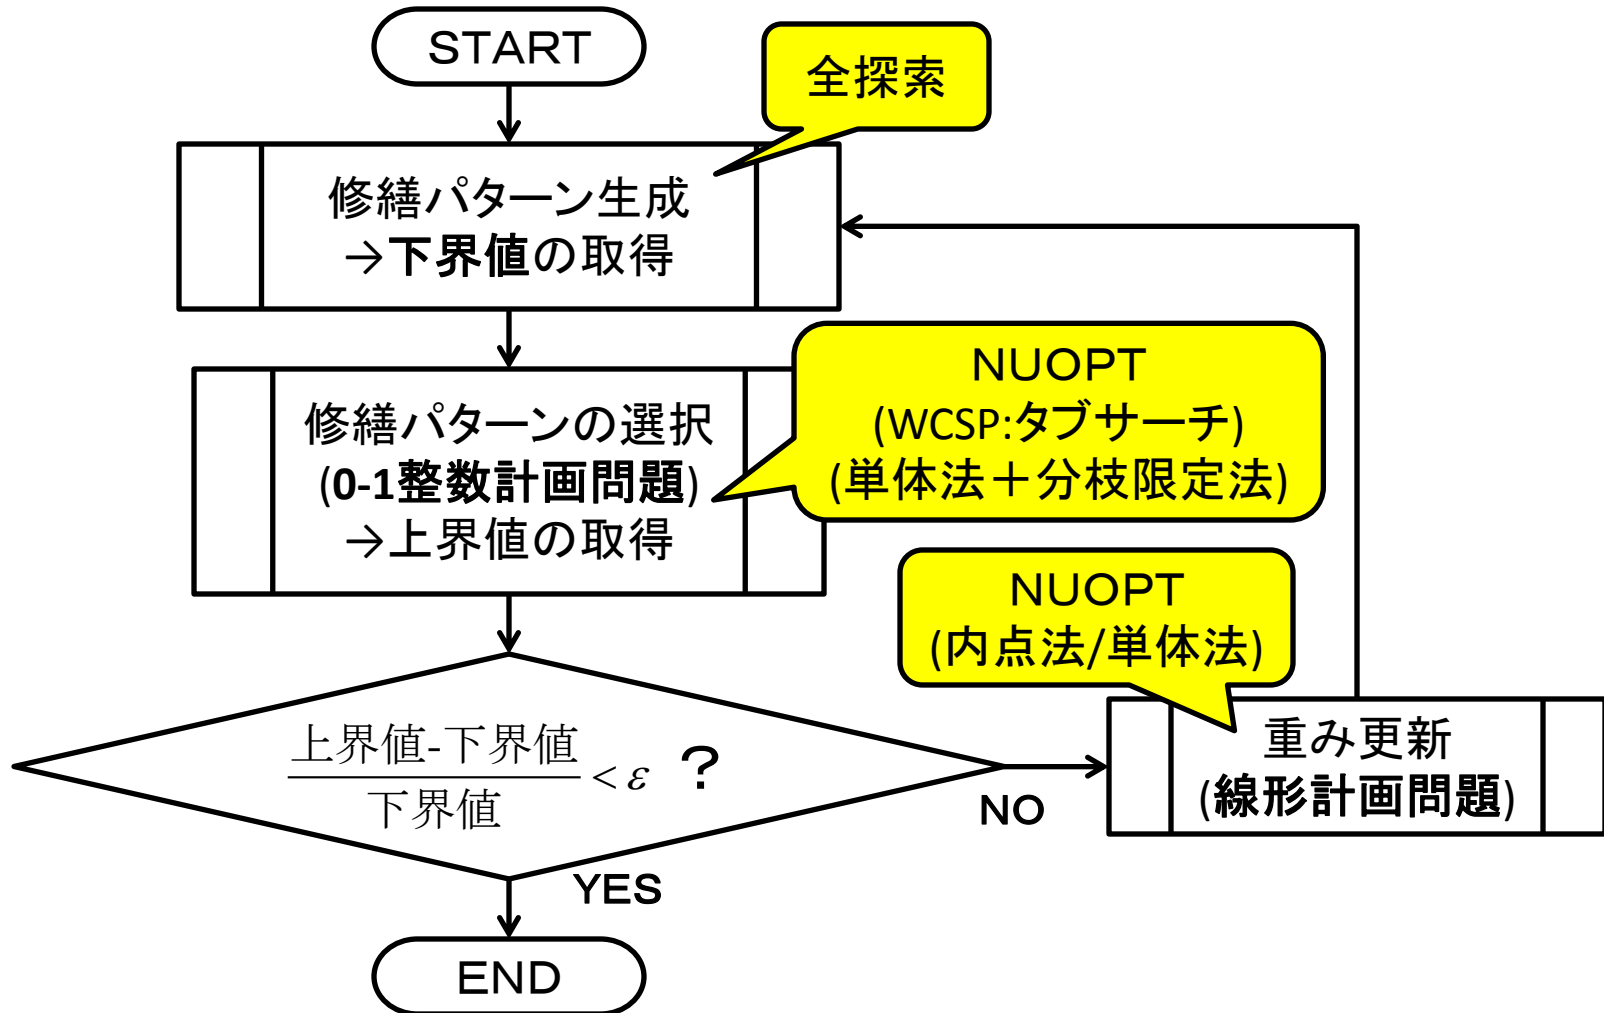 START
全探索
修繕パターン生成
→下界値の取得
修繕パターンの選択
(0-1整数計画問題)
→上界値の取得
NUOPT
(WCSP:タブサーチ)
(単体法＋分枝限定法)
NUOPT
(内点法/単体法)
上界値-下界値
下界値
< ε ？
NO
重み更新
(線形計画問題)
YES
END